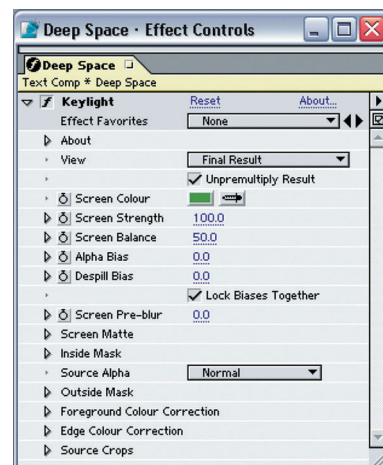 Deep Space · Effect Controls
Deep Space
Text Comp * Deep Space
Keylight Reset About...
Effect Favorites None
About
View Final Result
Unpremultiply Result
Screen Colour
Screen Strength 100.0
Screen Balance 50.0
Alpha Bias 0.0
Despill Bias 0.0
Lock Biases Together
Screen Pre-blur 0.0
Screen Matte
Inside Mask
Source Alpha Normal
Outside Mask
Foreground Colour Correction
Edge Colour Correction
Source Crops